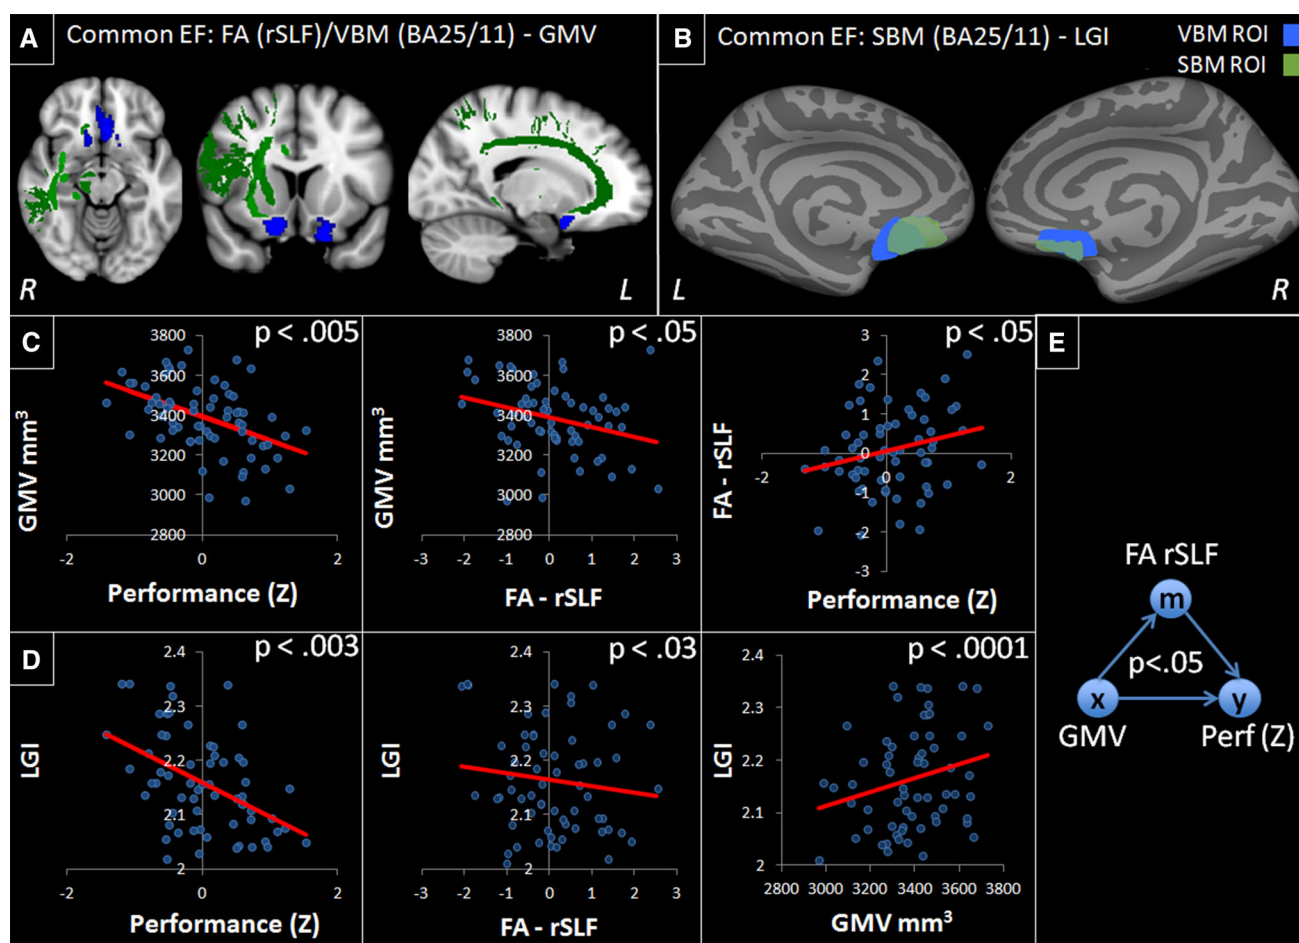 A
Common EF: FA (rSLF)/VBM (BA25/11) - GMV
R
L
B
Common EF: SBM (BA25/11) - LGI
VBM ROI
SBM ROI
L
R
C
p < .005
GMV mm³
3800
3600
3400
3200
3000
2800
-2
0
2
Performance (Z)
p < .05
GMV mm³
3800
3600
3400
3200
3000
2800
-3
-2
-1
0
1
2
3
FA - rSLF
p < .05
FA - rSLF
3
2
1
0
-1
-2
-3
-2
0
2
Performance (Z)
D
p < .003
LGI
2.4
2.3
2.2
2.1
2
-2
0
2
Performance (Z)
p < .03
LGI
2.4
2.3
2.2
2.1
2
-3
-2
-1
0
1
2
3
FA - rSLF
p < .0001
LGI
2.4
2.3
2.2
2.1
2
2800
3000
3200
3400
3600
3800
GMV mm³
E
FA rSLF
m
p<.05
x
y
GMV
Perf (Z)